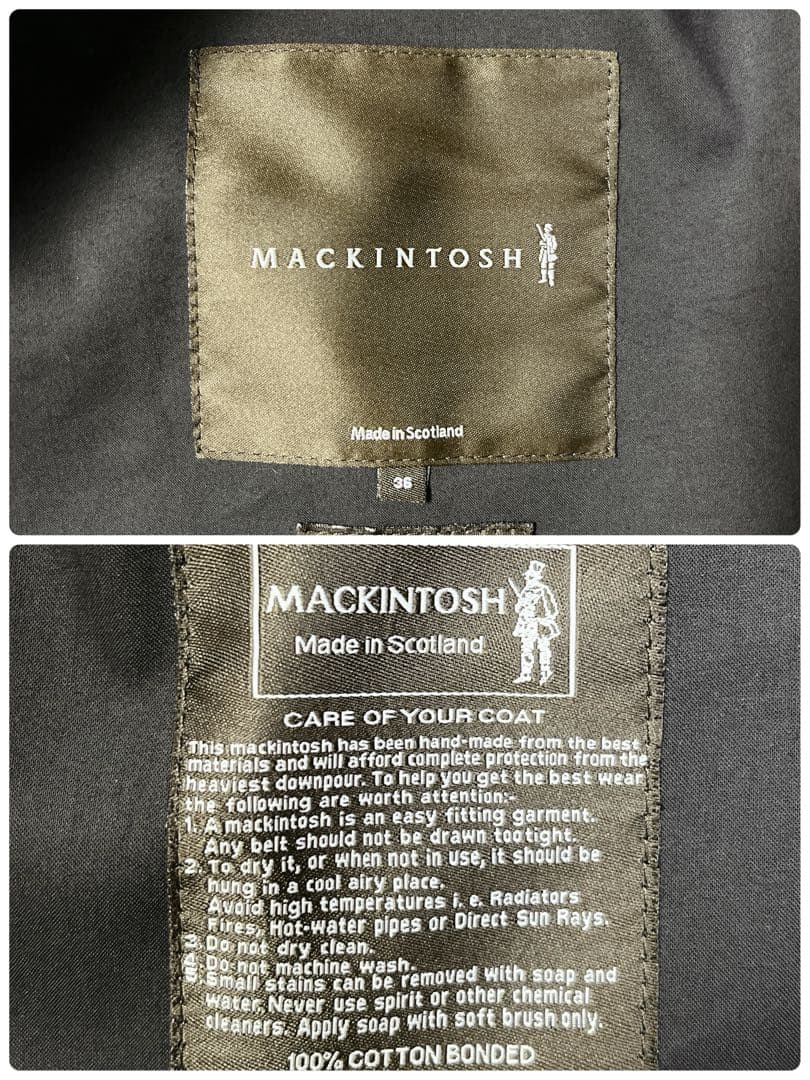 MACKINTOSH
Made in Scotland
36
MACKINTOSH
Made in Scotland
CARE OF YOUR COAT
This mackintosh has been hand-made from the best
materials and will afford complete protection from the
heaviest downpour. To help you get the best wear
the following are worth attention:-
1. A mackintosh is an easy fitting garment.
Any belt should not be drawn too tight.
2. To dry it, or when not in use, it should be
hung in a cool airy place.
Avoid high temperatures i. e. Radiators
Fires, Hot-water pipes or Direct Sun Rays.
3. Do not dry clean.
4. Do not machine wash.
5. Small stains can be removed with soap and
water. Never use spirit or other chemical
cleaners. Apply soap with soft brush only.
100% COTTON BONDED